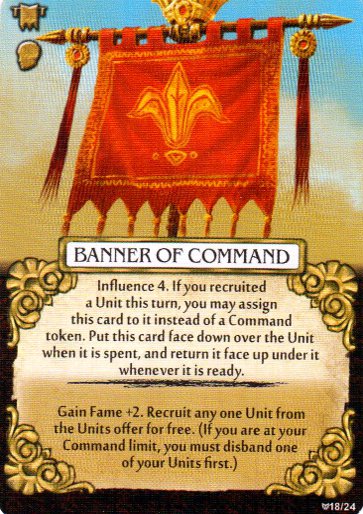 BANNER OF COMMAND
Influence 4. If you recruited
a Unit this turn, you may assign
this card to it instead of a Command
token. Put this card face down over the Unit
when it is spent, and return it face up under it
whenever it is ready.
Gain Fame +2. Recruit any one Unit from
the Units offer for free. (If you are at your
Command limit, you must disband one
of your Units first.)
18/24